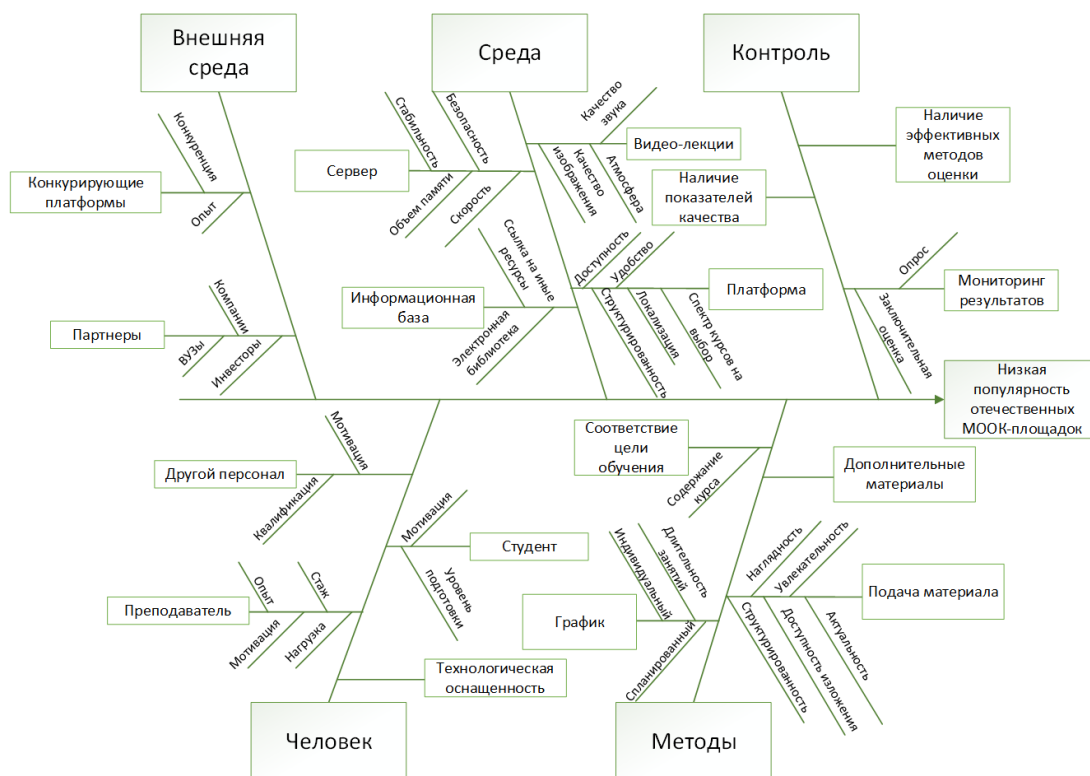 Внешняя
среда
Среда
Контроль
Конкуренция
Конкурирующие
платформы
Опыт
Компании
Партнеры
ВУЗы
Инвесторы
Стабильность
Безопасность
Сервер
Объем памяти
Скорость
Качество
звука
Видео-лекции
Качество
изображения
Атмосфера
Ссылка на иные
ресурсы
Информационная
база
Электронная
библиотека
Доступность
Удобство
Платформа
Структурированность
Локализация
Спектр курсов на
выбор
Наличие
эффективных
методов
оценки
Наличие
показателей
качества
Опрос
Мониторинг
результатов
Заключительная
оценка
Низкая
популярность
отечественных
МООК-площадок
Мотивация
Другой персонал
Квалификация
Мотивация
Студент
Уровень
подготовки
Опыт
Стаж
Преподаватель
Мотивация
Нагрузка
Технологическая
оснащенность
Человек
Соответствие
цели
обучения
Содержание
курса
Дополнительные
материалы
Индивидуальный
Длительность
занятий
График
Спланированный
Наглядность
Увлекательность
Подача материала
Структурированность
Доступность изложения
Актуальность
Методы